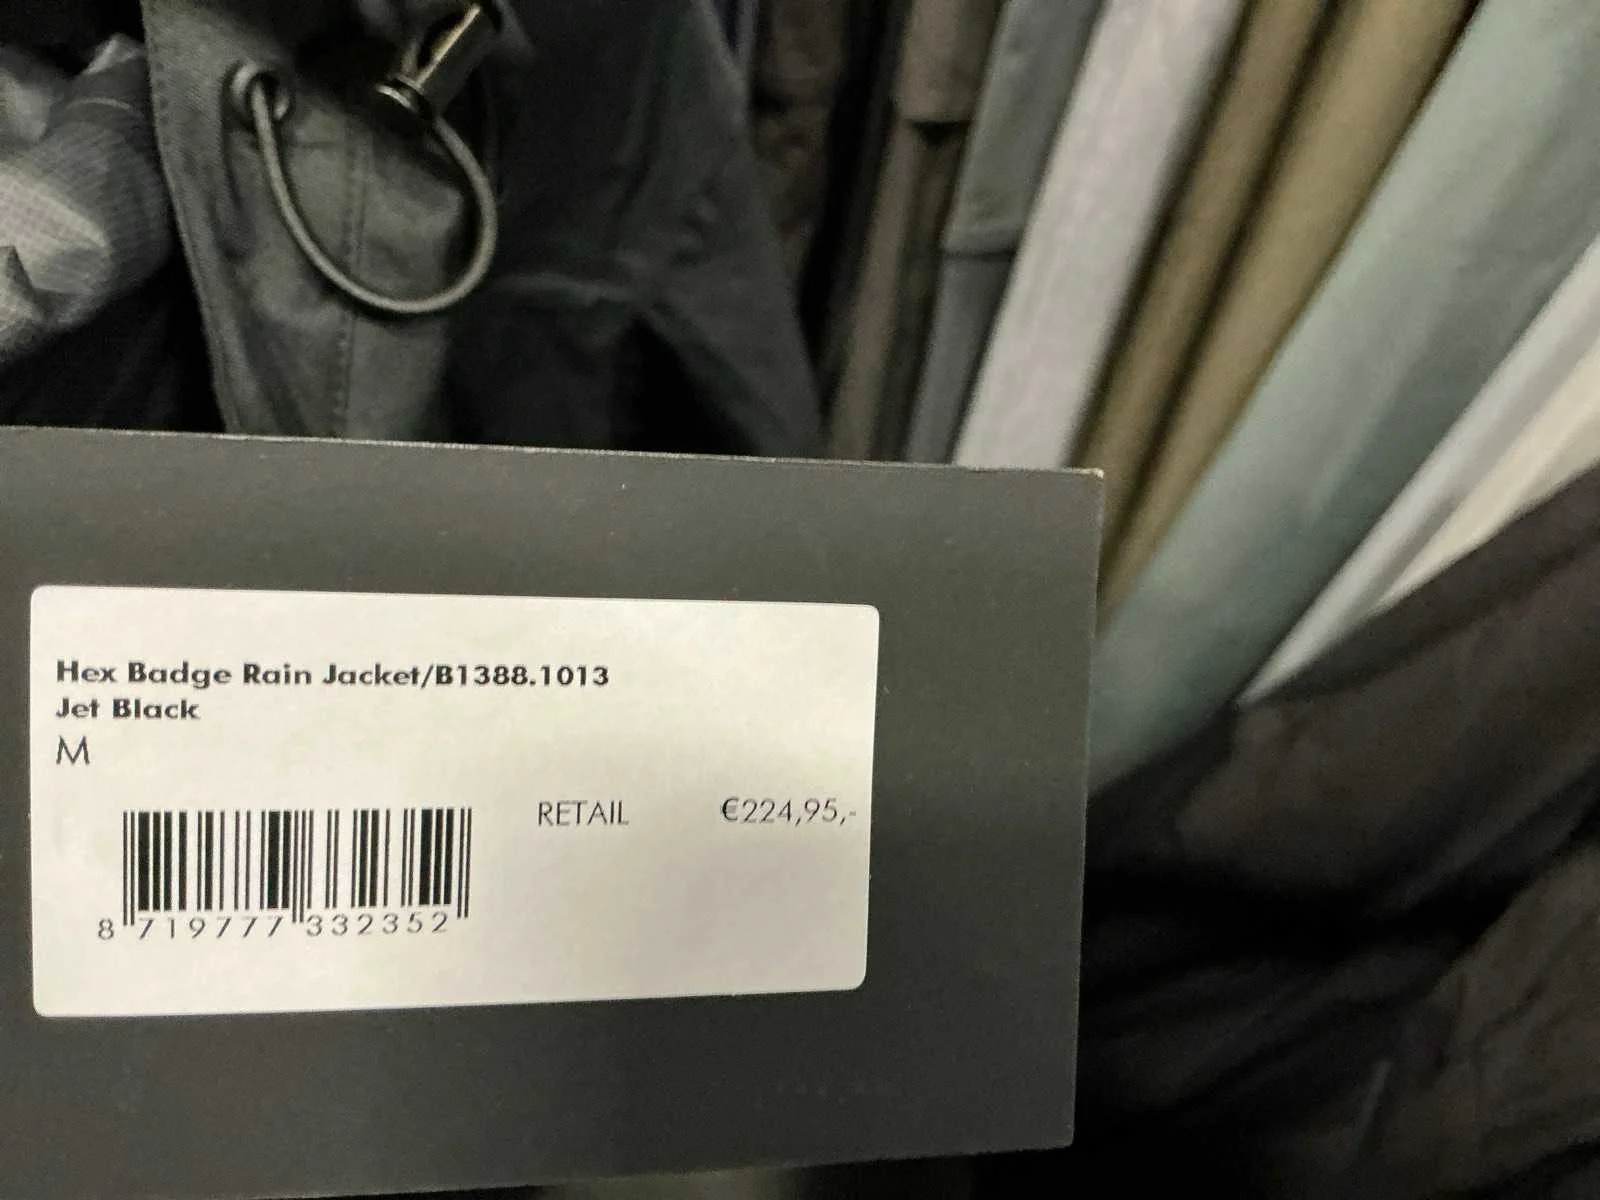 Hex Badge Rain Jacket/B1388.1013
Jet Black
M
RETAIL €224,95,-
8 719777 332352